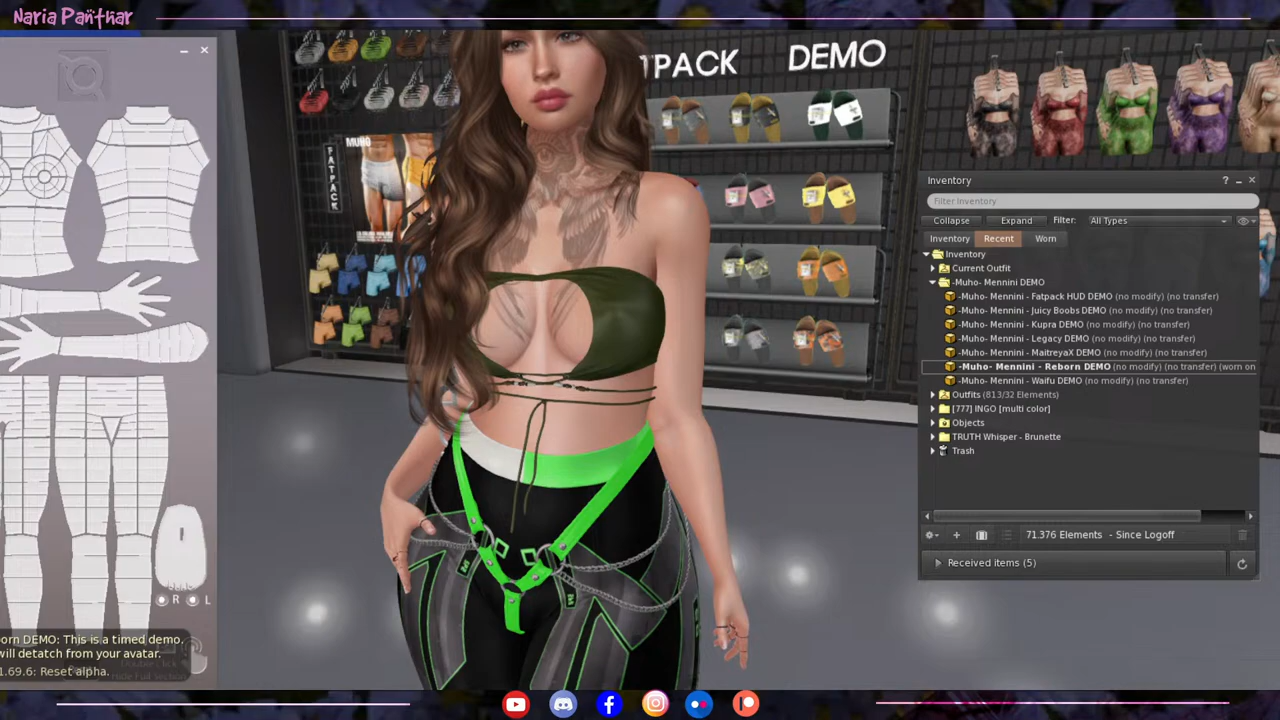 Naria Panthar
TPACK
DEMO
MUHO
FATPACK
Inventory
?
Filter Inventory
Collapse
Expand
Filter:
All Types
Inventory
Recent
Worn
Inventory
Current Outfit
-Muho- Mennini DEMO
-Muho- Mennini - Fatpack HUD DEMO (no modify) (no transfer)
-Muho- Mennini - Juicy Boobs DEMO (no modify) (no transfer)
-Muho- Mennini - Kupra DEMO (no modify) (no transfer)
-Muho- Mennini - Legacy DEMO (no modify) (no transfer)
-Muho- Mennini - MaitreyaX DEMO (no modify) (no transfer)
-Muho- Mennini - Reborn DEMO (no modify) (no transfer) (worn on
-Muho- Mennini - Waifu DEMO (no modify) (no transfer)
Outfits (813/32 Elements)
[777] INGO [multi color]
Objects
TRUTH Whisper - Brunette
Trash
71.376 Elements - Since Logoff
Received items (5)
R L
orn DEMO: This is a timed demo.
will detatch from your avatar.
1.69.6: Reset alpha.